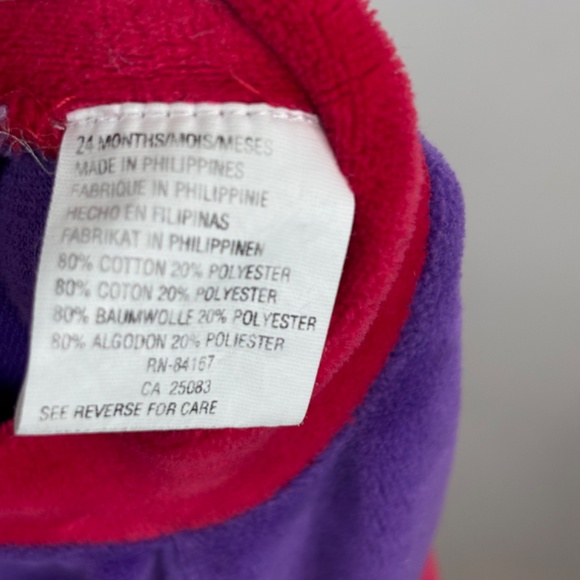 24 MONTHS/MOIS/MESES
MADE IN PHILIPPINES
FABRIQUE IN PHILIPPINIE
HECHO EN FILIPINAS
FABRIKAT IN PHILIPPINEN
80% COTTON 20% POLYESTER
80% COTON 20% POLYESTER
80% BAUMWOLLE 20% POLYESTER
80% ALGODON 20% POLIESTER
RN-84167
CA 25083
SEE REVERSE FOR CARE